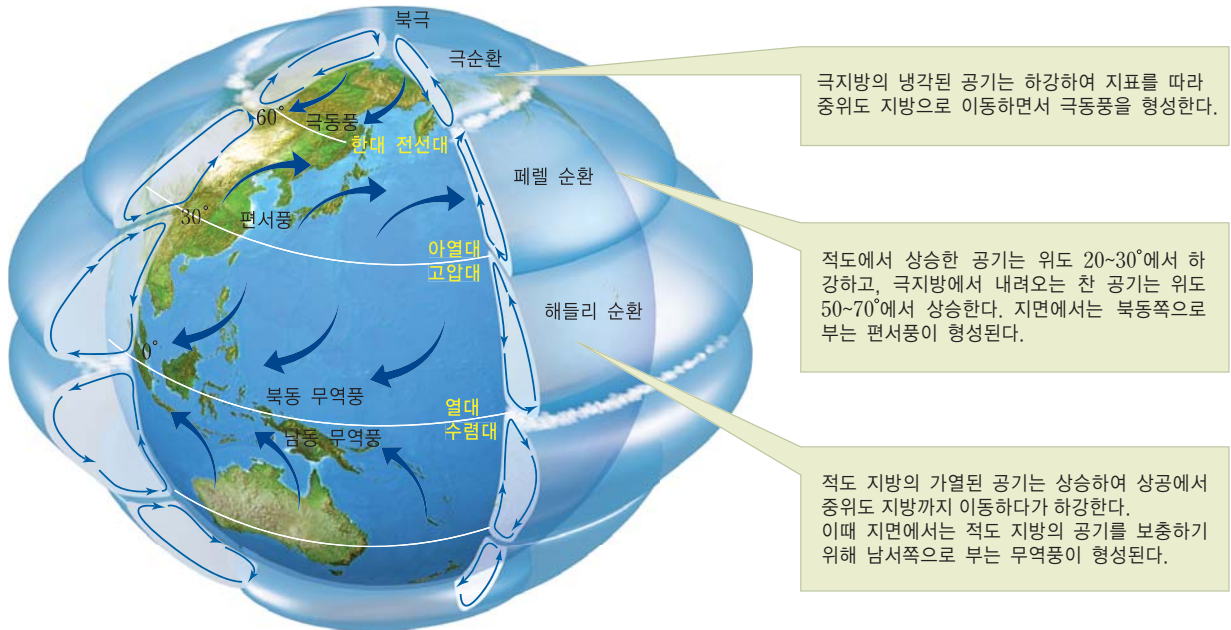 북극
극순환
60°
극동풍
한대 전선대
페렐 순환
30°
편서풍
아열대
고압대
해들리 순환
0°
북동 무역풍
열대
수렴대
남동 무역풍
극지방의 냉각된 공기는 하강하여 지표를 따라
중위도 지방으로 이동하면서 극동풍을 형성한다.
적도에서 상승한 공기는 위도 20~30°에서 하
강하고, 극지방에서 내려오는 찬 공기는 위도
50~70°에서 상승한다. 지면에서는 북동쪽으로
부는 편서풍이 형성된다.
적도 지방의 가열된 공기는 상승하여 상공에서
중위도 지방까지 이동하다가 하강한다.
이때 지면에서는 적도 지방의 공기를 보충하기
위해 남서쪽으로 부는 무역풍이 형성된다.